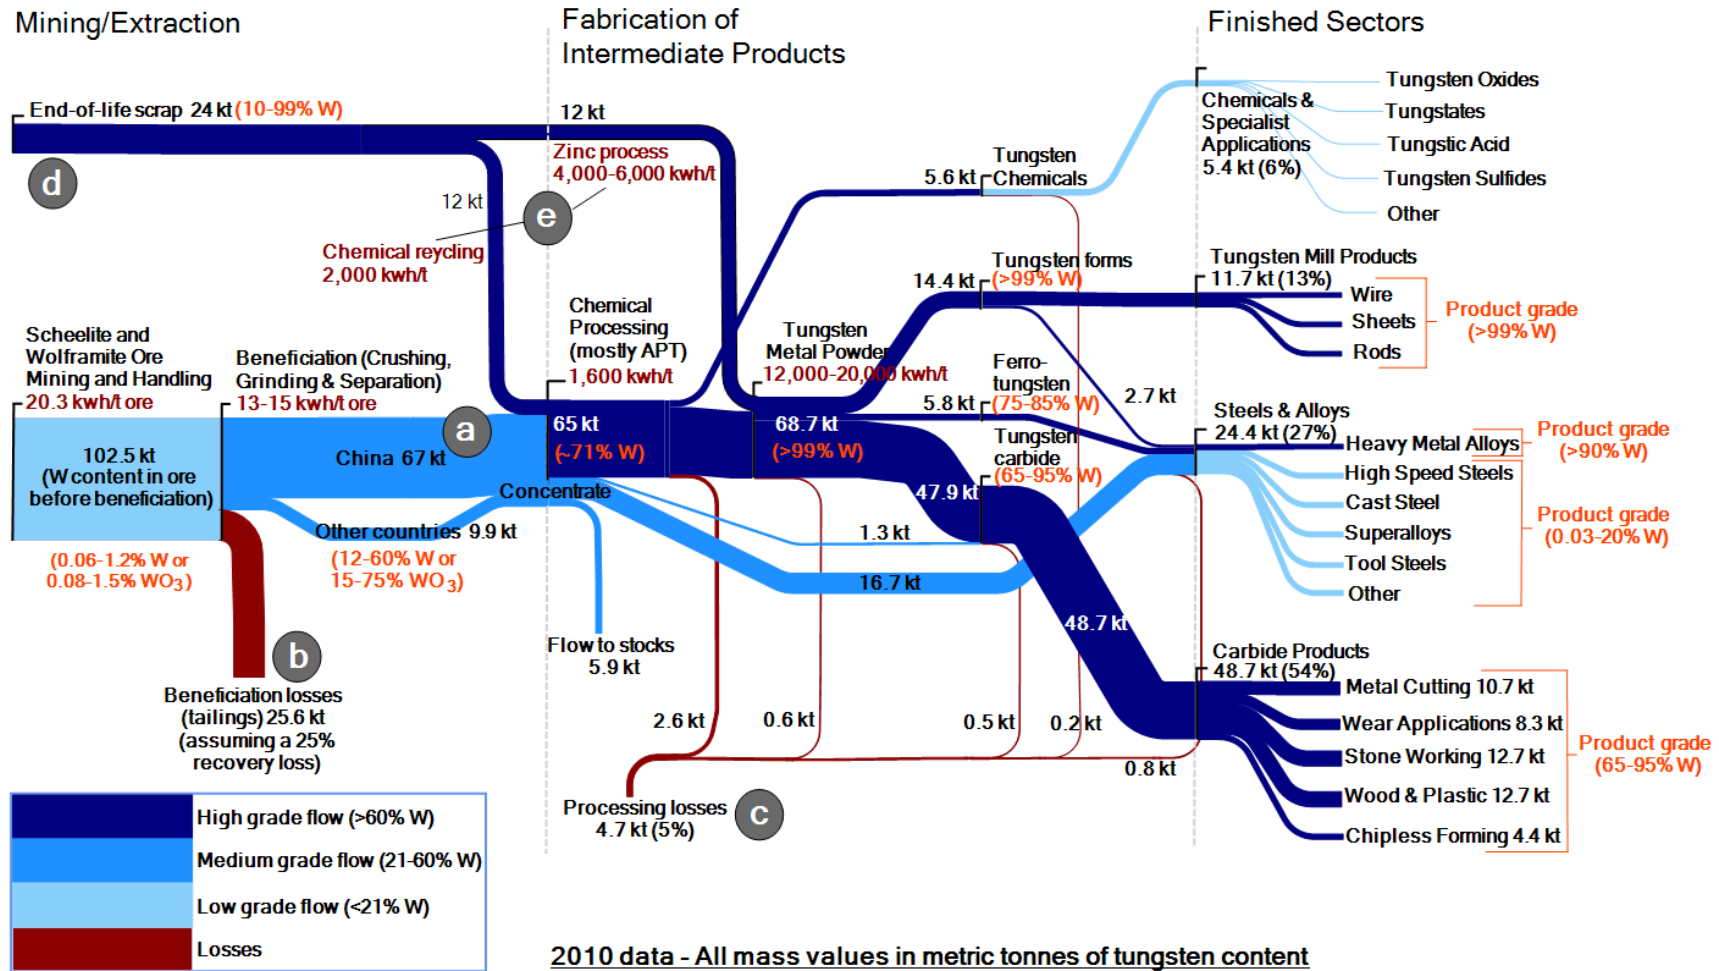 Mining/Extraction
Fabrication of
Intermediate Products
Finished Sectors
End-of-life scrap 24 kt (10-99% W)
d
12 kt
Zinc process
4,000-6,000 kwh/t
e
12 kt
Chemical reycling
2,000 kwh/t
Scheelite and
Wolframite Ore
Mining and Handling
20.3 kwh/t ore
Beneficiation (Crushing,
Grinding & Separation)
13-15 kwh/t ore
102.5 kt
(W content in ore
before beneficiation)
(0.06-1.2% W or
0.08-1.5% WO3)
a
China 67 kt
Other countries 9.9 kt
(12-60% W or
15-75% WO3)
b
Beneficiation losses
(tailings) 25.6 kt
(assuming a 25%
recovery loss)
Chemical
Processing
(mostly APT)
1,600 kwh/t
65 kt
(~71% W)
Concentrate
Flow to stocks
5.9 kt
Tungsten
Metal Powder
12,000-20,000 kwh/t
68.7 kt
(>99% W)
5.6 kt
Tungsten
Chemicals
14.4 kt
Tungsten forms
(>99% W)
5.8 kt
Ferro-
tungsten
(75-85% W)
Tungsten
carbide
(65-95% W)
47.9 kt
2.7 kt
1.3 kt
16.7 kt
48.7 kt
2.6 kt
0.6 kt
0.5 kt
0.2 kt
0.8 kt
Processing losses
4.7 kt (5%)
c
Chemicals &
Specialist
Applications
5.4 kt (6%)
Tungsten Oxides
Tungstates
Tungstic Acid
Tungsten Sulfides
Other
Tungsten Mill Products
11.7 kt (13%)
Wire
Sheets
Rods
Product grade
(>99% W)
Steels & Alloys
24.4 kt (27%)
Heavy Metal Alloys
High Speed Steels
Cast Steel
Superalloys
Tool Steels
Other
Product grade
(>90% W)
Product grade
(0.03-20% W)
Carbide Products
48.7 kt (54%)
Metal Cutting 10.7 kt
Wear Applications 8.3 kt
Stone Working 12.7 kt
Wood & Plastic 12.7 kt
Chipless Forming 4.4 kt
Product grade
(65-95% W)
High grade flow (>60% W)
Medium grade flow (21-60% W)
Low grade flow (<21% W)
Losses
2010 data - All mass values in metric tonnes of tungsten content